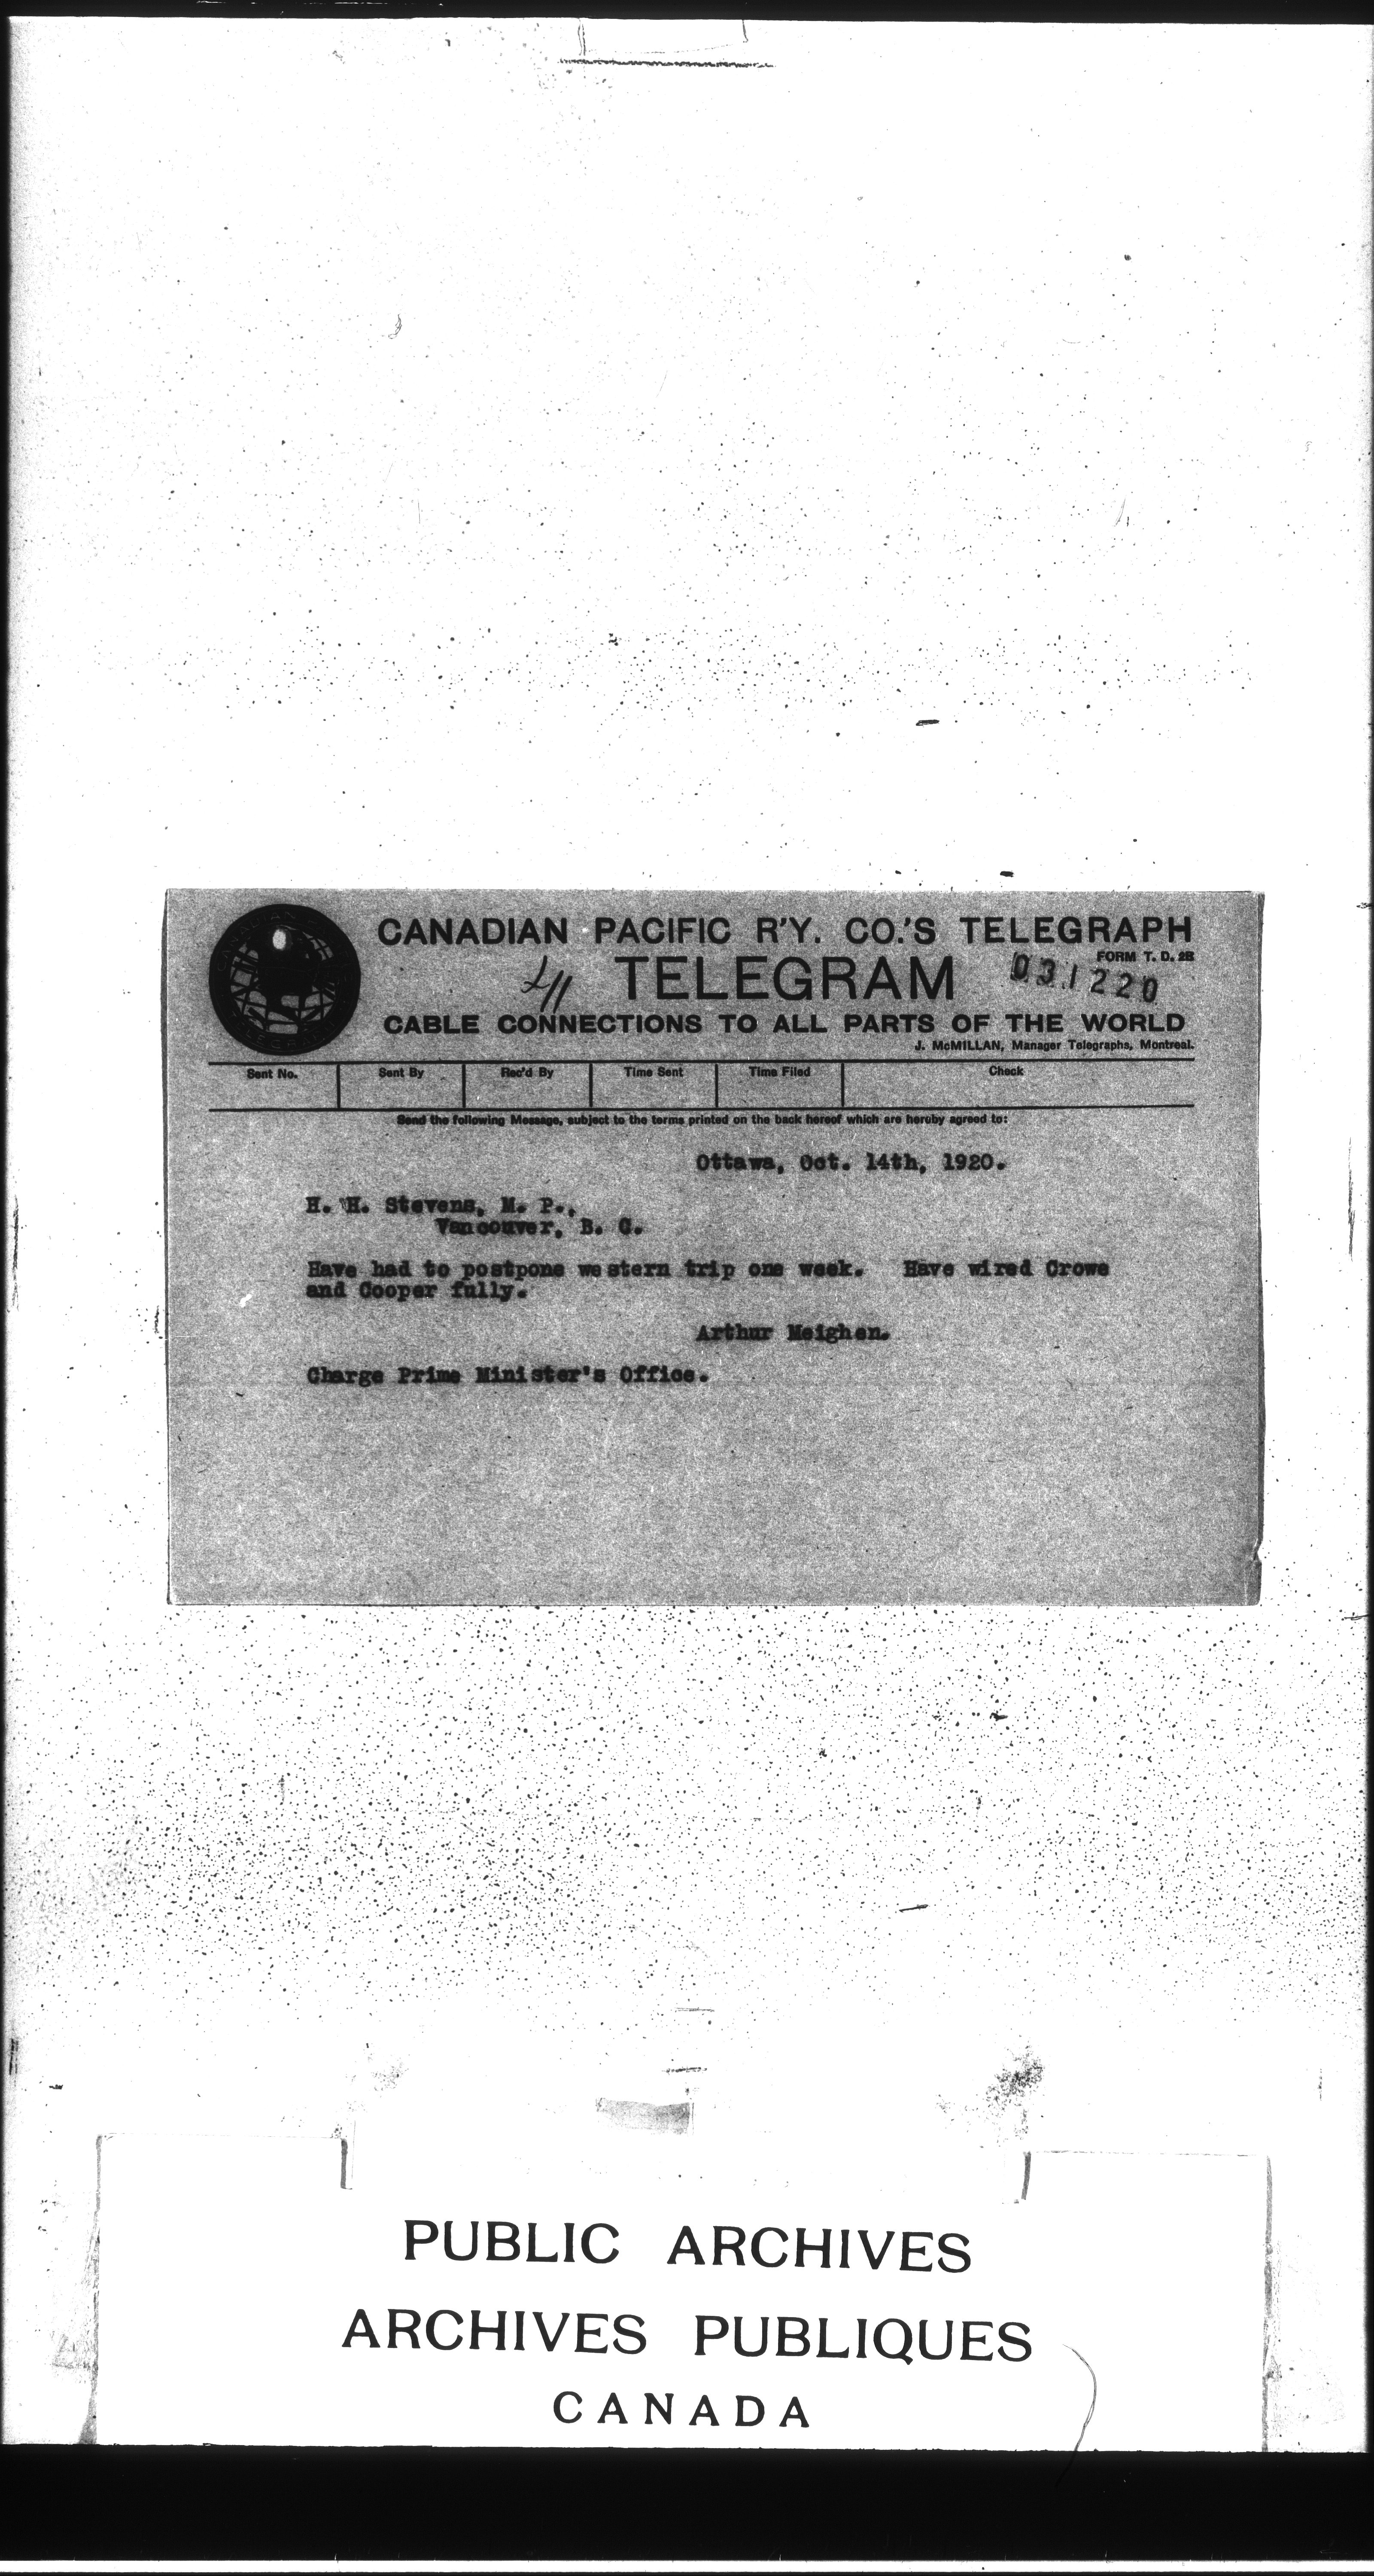 CANADIAN PACIFIC R'Y. CO.'S TELEGRAPH
FORM T. D. 2B
TELEGRAM
031220
CABLE CONNECTIONS TO ALL PARTS OF THE WORLD
J. McMILLAN, Manager Telegraphs, Montreal.
Sent No. Sent By Rec'd By Time Sent Time Filed Check
Send the following Message, subject to the terms printed on the back hereof which are hereby agreed to:
Ottawa, Oct. 14th, 1920.
H. H. Stevens, M. P.,
Vancouver, B. C.
Have had to postpone western trip one week. Have wired Crowe
and Cooper fully.
Arthur Meighen.
Charge Prime Minister's Office.
PUBLIC ARCHIVES
ARCHIVES PUBLIQUES
CANADA